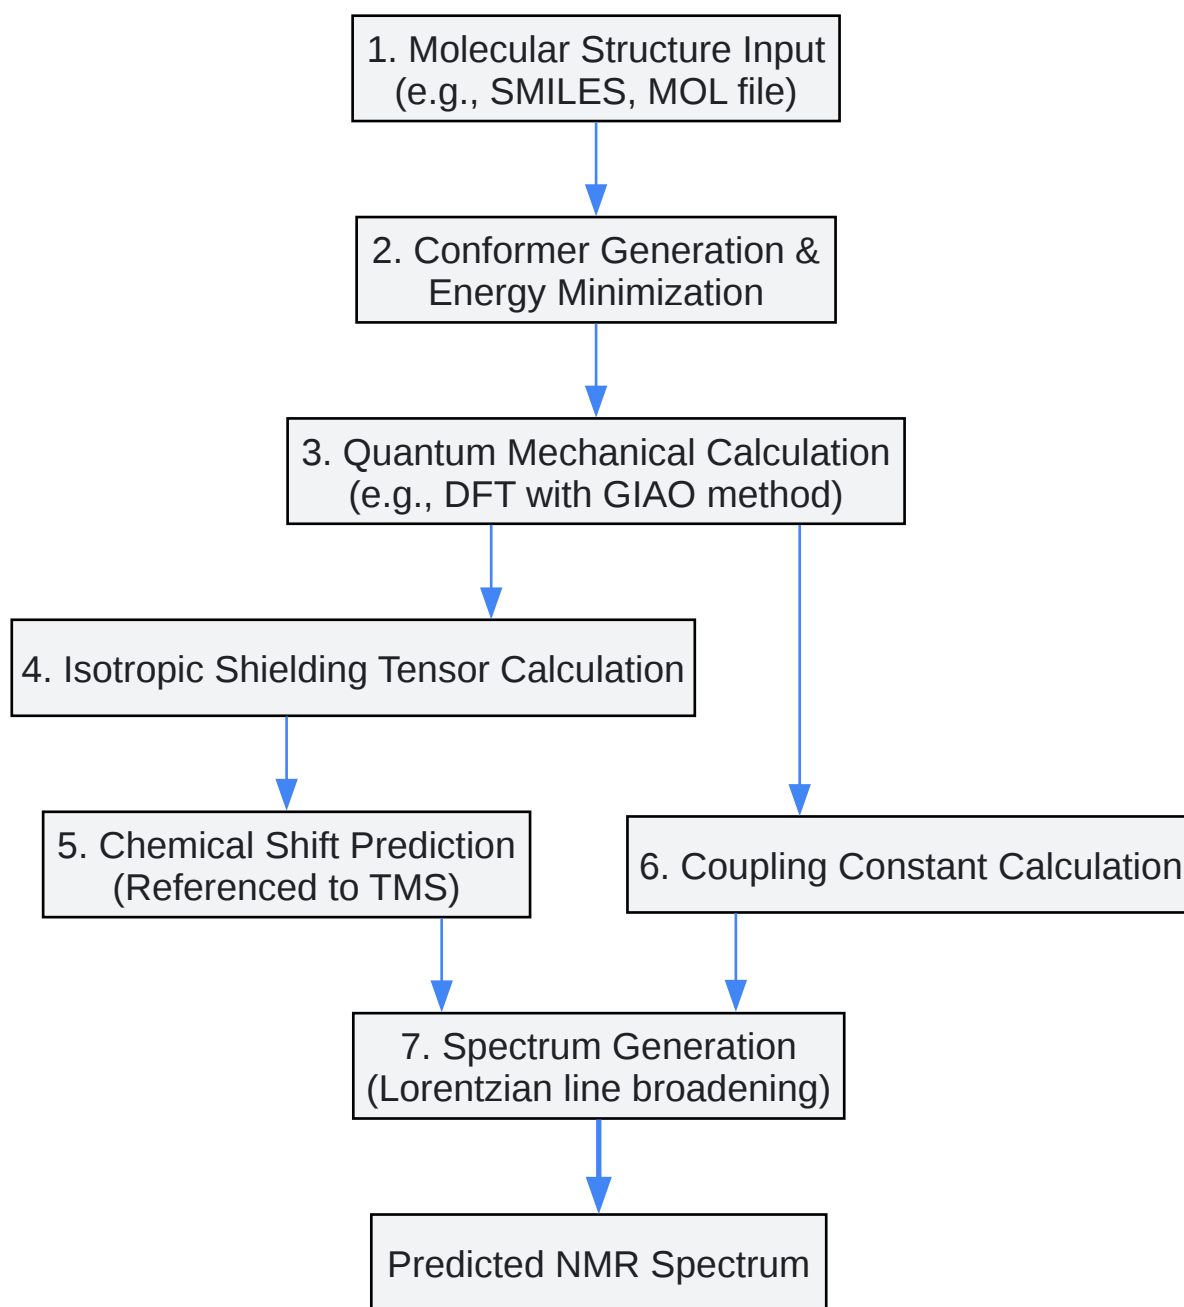 1. Molecular Structure Input
(e.g., SMILES, MOL file)
2. Conformer Generation &
Energy Minimization
3. Quantum Mechanical Calculation
(e.g., DFT with GIAO method)
4. Isotropic Shielding Tensor Calculation
5. Chemical Shift Prediction
(Referenced to TMS)
6. Coupling Constant Calculation
7. Spectrum Generation
(Lorentzian line broadening)
Predicted NMR Spectrum